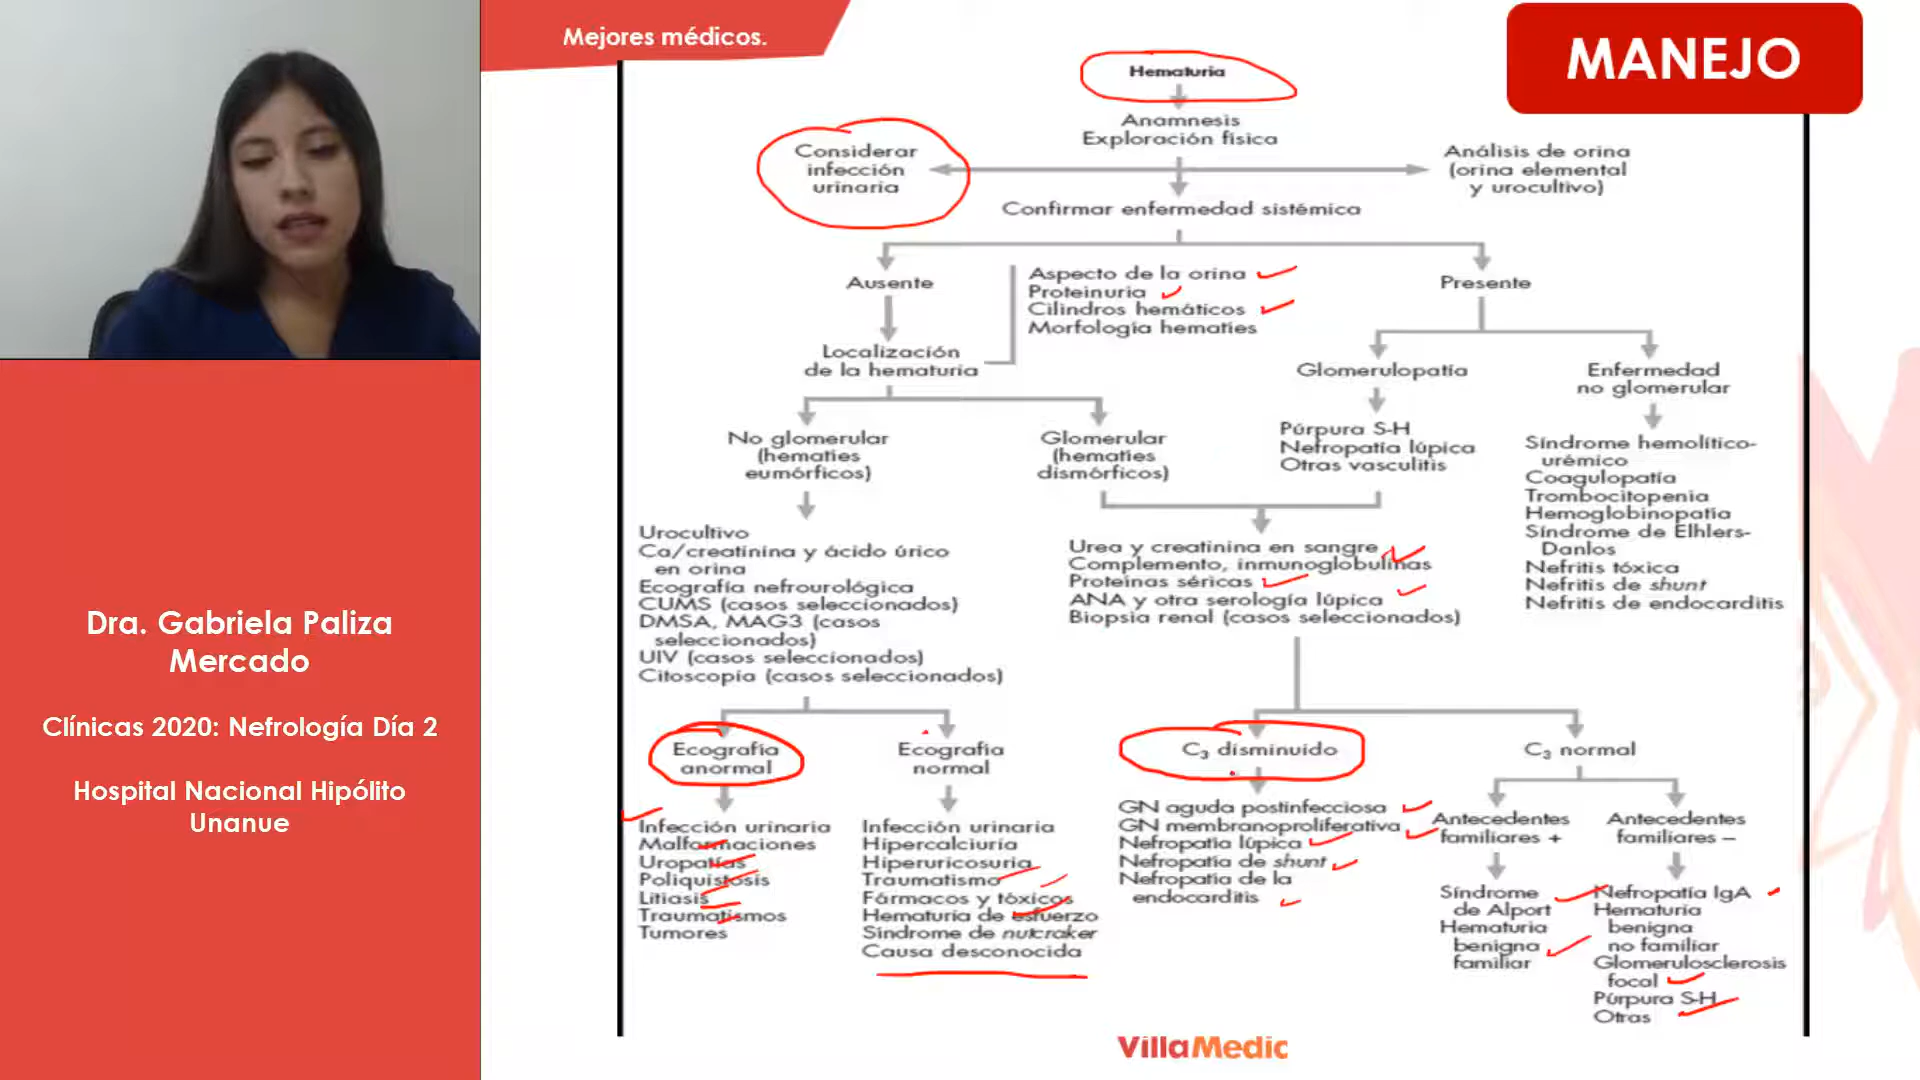 Mejores médicos.
MANEJO
Hematuria
Anamnesis
Exploración física
Considerar
infección
urinaria
Análisis de orina
(orina elemental
y urocultivo)
Confirmar enfermedad sistémica
Ausente
Aspecto de la orina
Proteinuria
Cilindros hemáticos
Morfología hematíes
Presente
Localización
de la hematuria
Glomerulopatía
Enfermedad
no glomerular
No glomerular
(hematíes
eumórficos)
Glomerular
(hematíes
dismórficos)
Púrpura S-H
Nefropatía lúpica
Otras vasculitis
Síndrome hemolítico-
urémico
Coagulopatía
Trombocitopenia
Hemoglobinopatía
Síndrome de Elhlers-
Danlos
Nefritis tóxica
Nefritis de shunt
Nefritis de endocarditis
Urocultivo
Ca/creatinina y ácido úrico
en orina
Ecografía nefrourológica
CUMS (casos seleccionados)
DMSA, MAG3 (casos
seleccionados)
UIV (casos seleccionados)
Citoscopía (casos seleccionados)
Urea y creatinina en sangre
Complemento, inmunoglobulinas
Proteínas séricas
ANA y otra serología lúpica
Biopsia renal (casos seleccionados)
Ecografía
anormal
Ecografía
normal
C3 disminuido
C3 normal
Infección urinaria
Malformaciones
Uropatías
Poliquistosis
Litiasis
Traumatismos
Tumores
Infección urinaria
Hipercalciuria
Hiperuricosuria
Traumatismo
Fármacos y tóxicos
Hematuria de esfuerzo
Síndrome de nutcraker
Causa desconocida
GN aguda postinfecciosa
GN membranoproliferativa
Nefropatía lúpica
Nefropatía de shunt
Nefropatía de la
endocarditis
Antecedentes
familiares +
Antecedentes
familiares –
Síndrome
de Alport
Hematuria
benigna
familiar
Nefropatía IgA
Hematuria
benigna
no familiar
Glomerulosclerosis
focal
Púrpura S-H
Otras
Dra. Gabriela Paliza
Mercado
Clínicas 2020: Nefrología Día 2
Hospital Nacional Hipólito
Unanue
VillaMedic